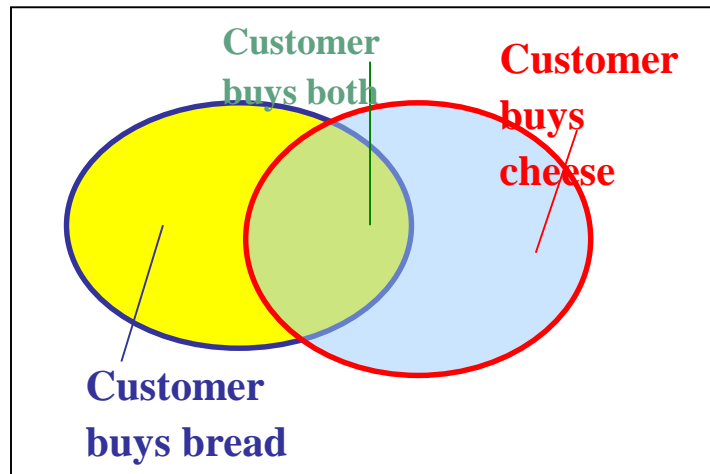 Customer
buys both
Customer
buys
cheese
Customer
buys bread